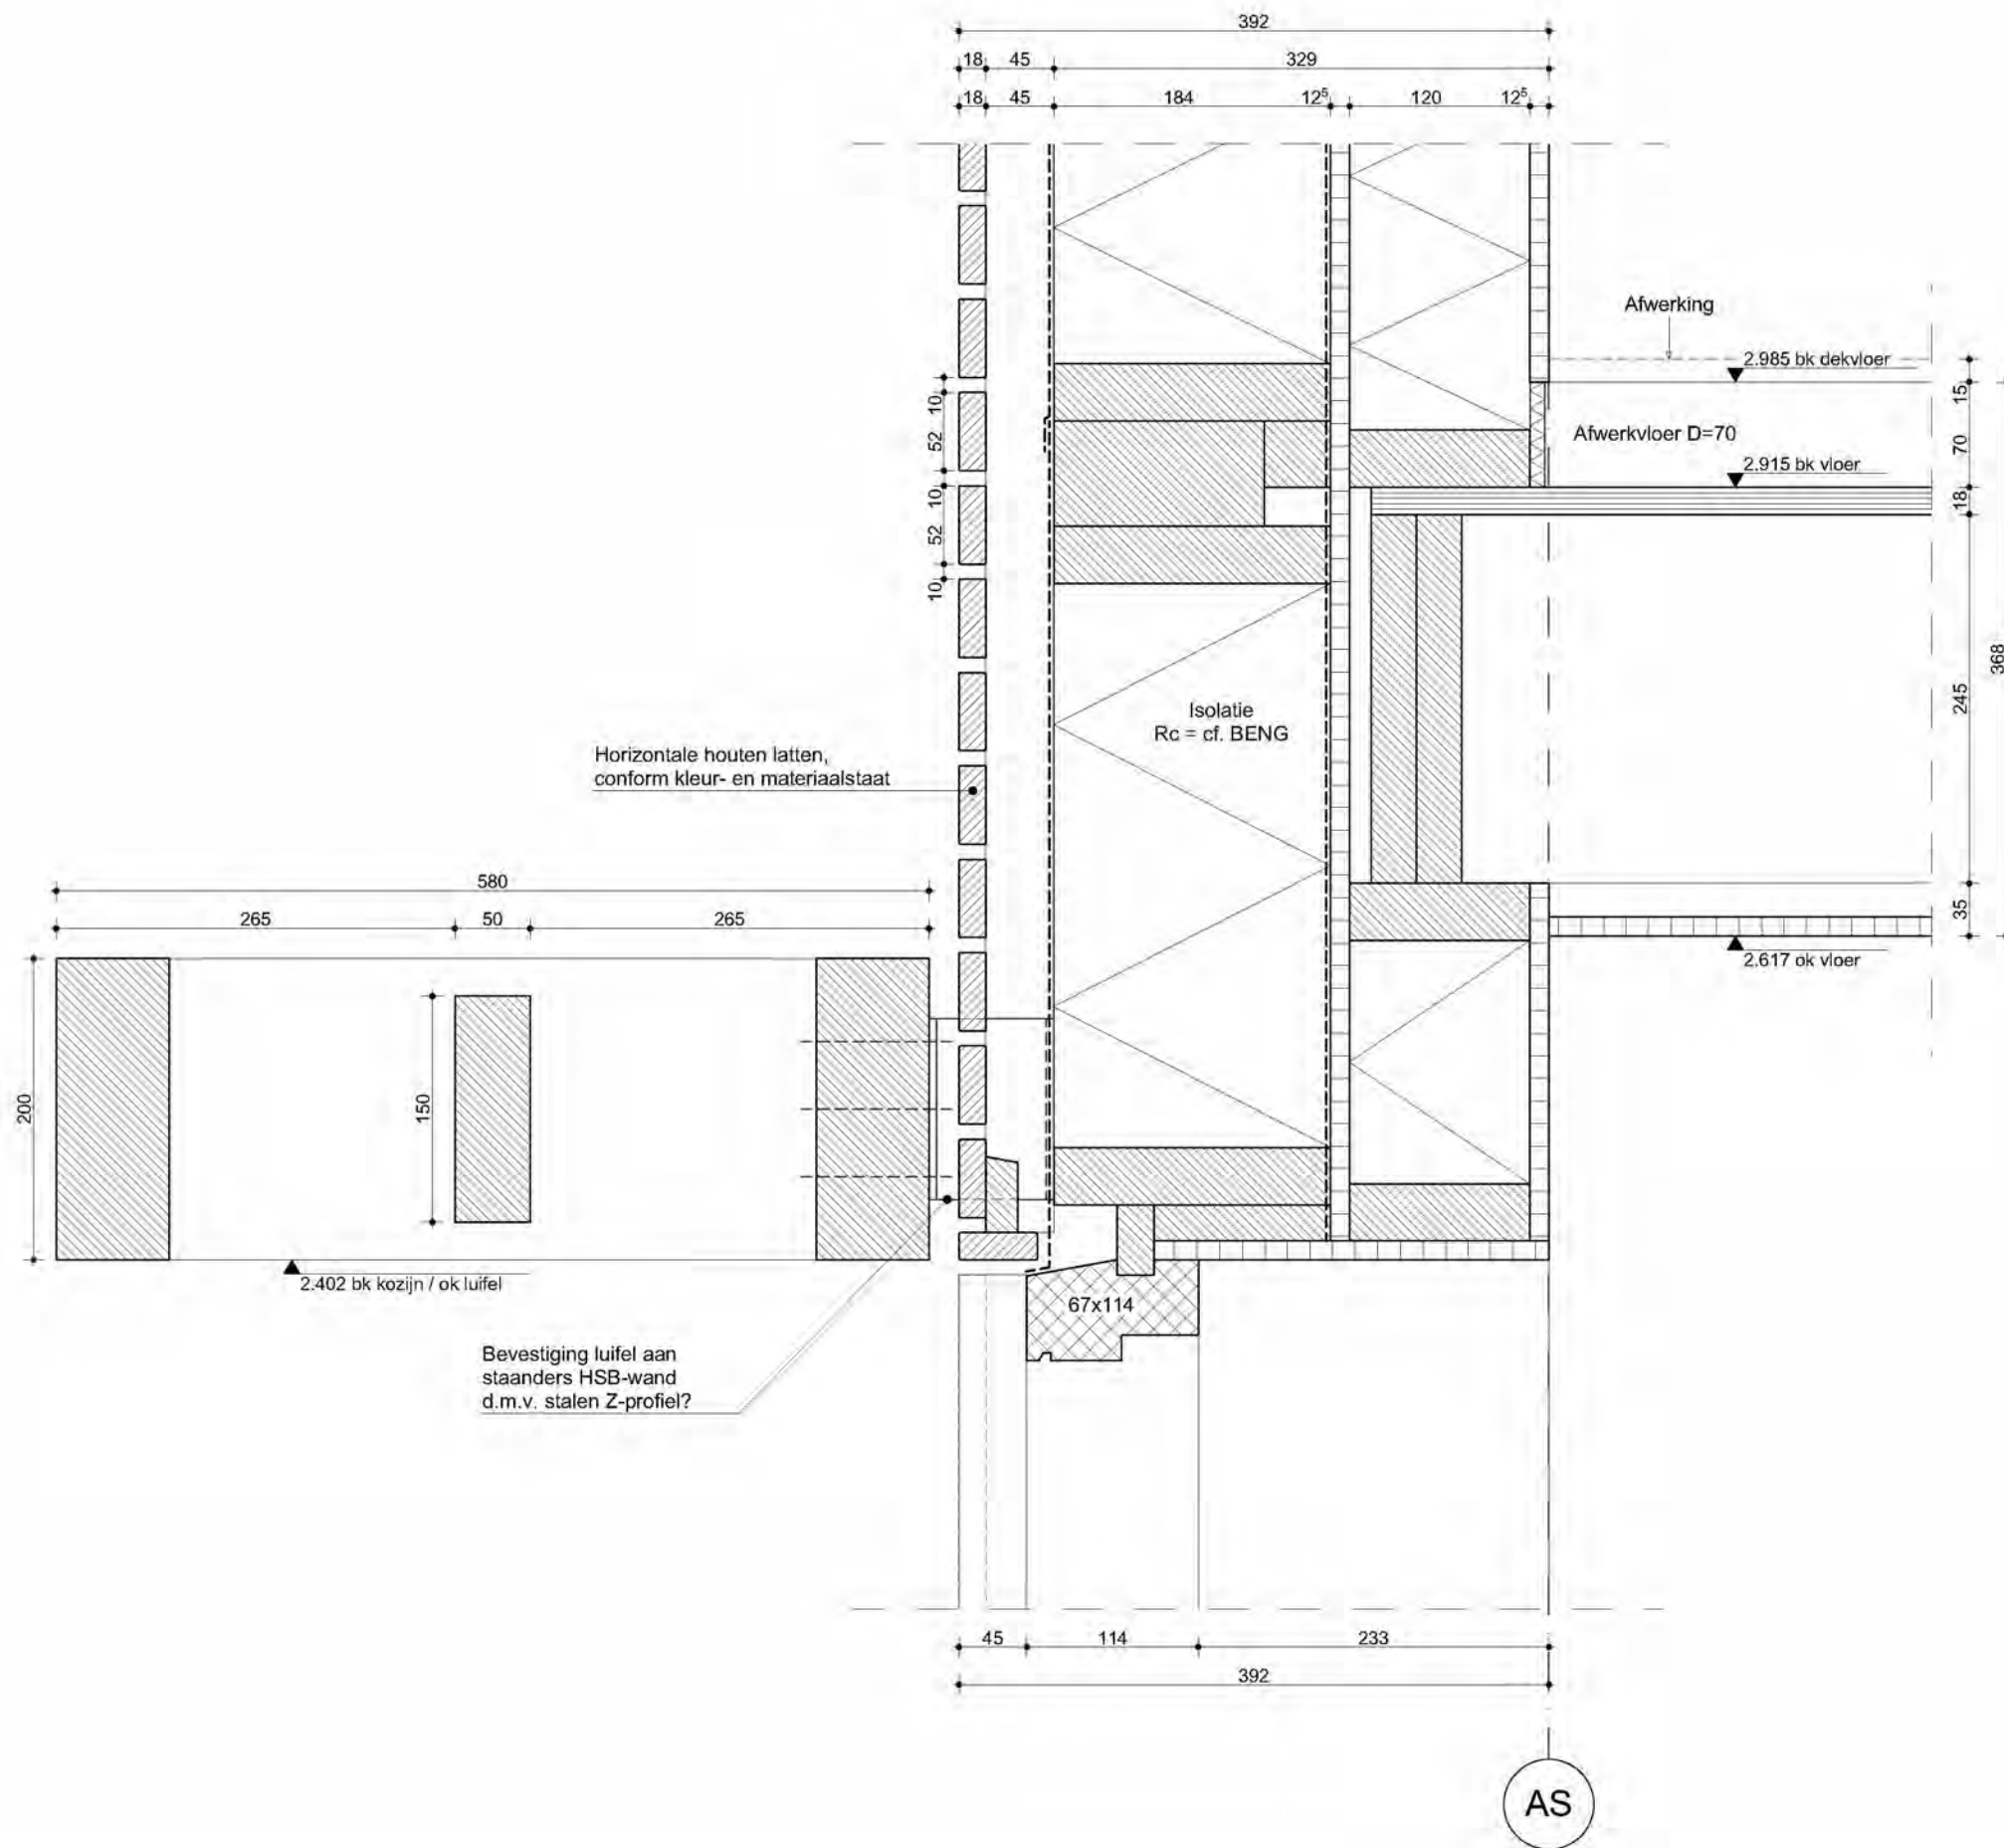 392
18 45 329
18 45 184 12⁵ 120 12⁵
Afwerking
2.985 bk dekvloer
15
10
52
Afwerkvloer D=70
70
2.915 bk vloer
10
18
52
10
368
245
Isolatie
Rc = cf. BENG
Horizontale houten latten,
conform kleur- en materiaalstaat
580
265 50 265
35
2.617 ok vloer
200
150
2.402 bk kozijn / ok luifel
67x114
Bevestiging luifel aan
staanders HSB-wand
d.m.v. stalen Z-profiel?
45 114 233
392
AS